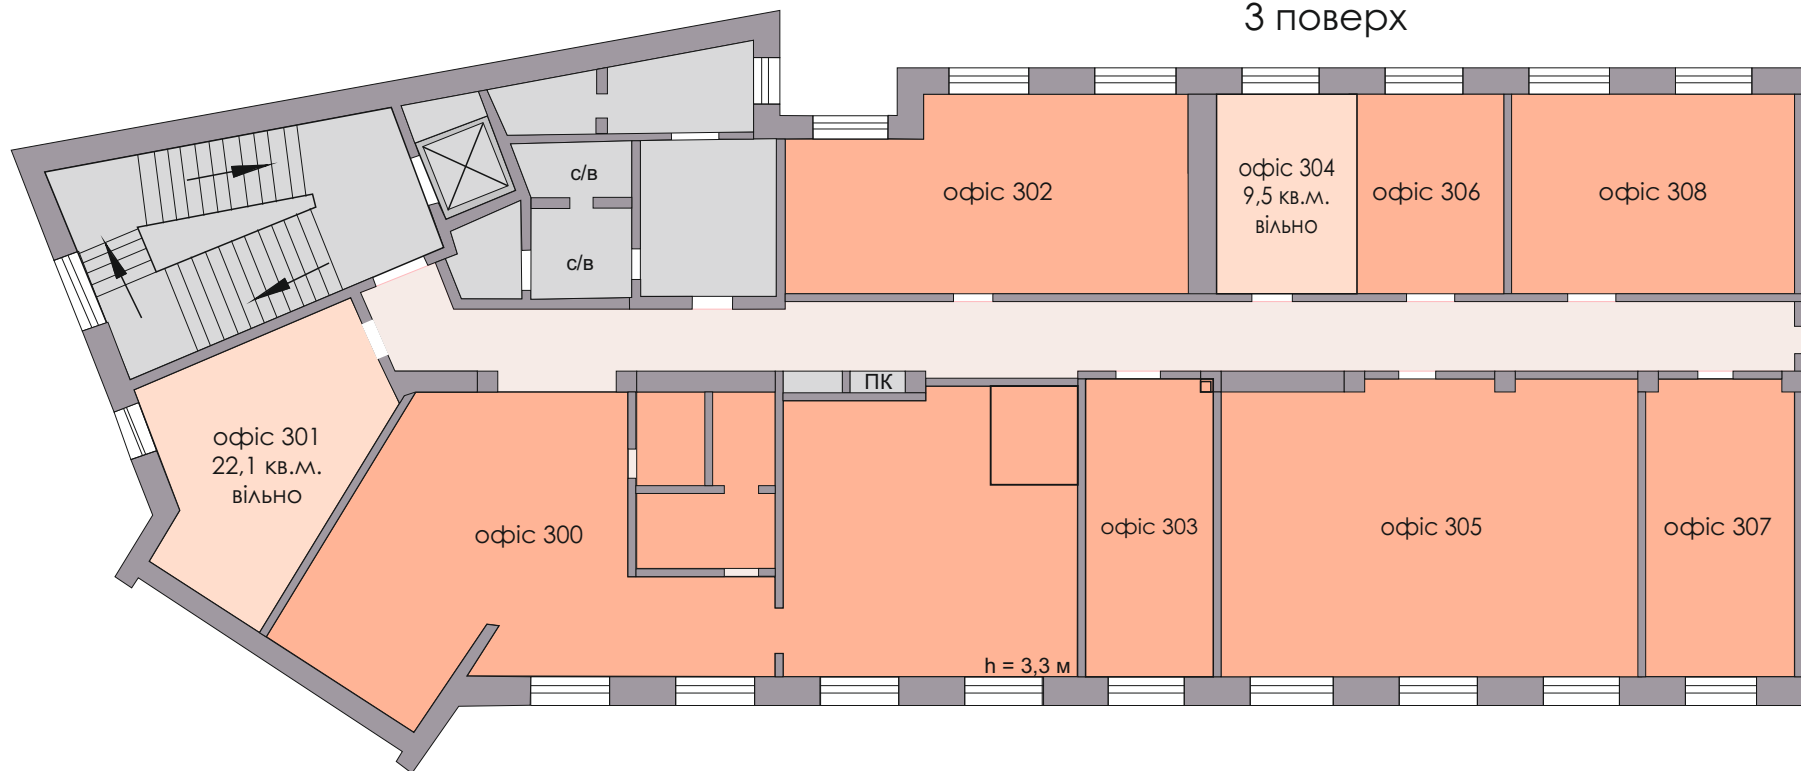 3 поверх
с/в
с/в
офіс 302
офіс 304
9,5 кв.м.
вільно
офіс 306
офіс 308
ПК
офіс 301
22,1 кв.м.
вільно
офіс 300
офіс 303
офіс 305
офіс 307
h = 3,3 м